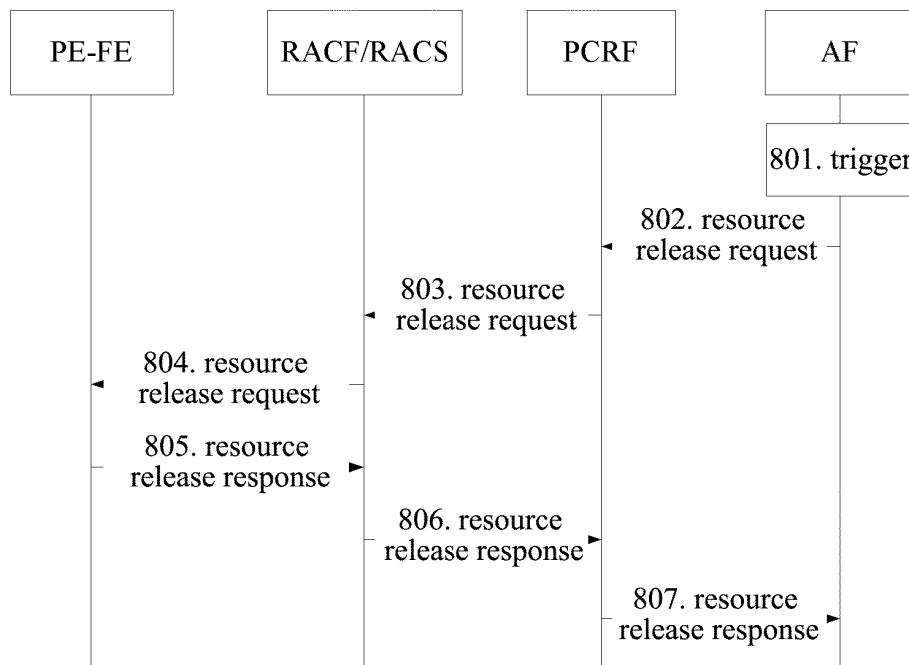 PE-FE RACF/RACS PCRF AF
801. trigger
802. resource
release request
803. resource
release request
804. resource
release request
805. resource
release response
806. resource
release response
807. resource
release response